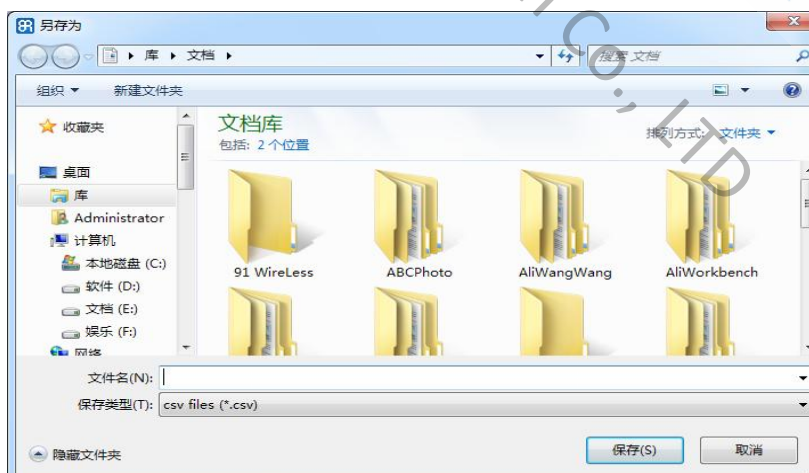 另存为
库 文档
搜索 文档
组织 新建文件夹
收藏夹
桌面
库
Administrator
计算机
本地磁盘 (C:)
软件 (D:)
文档 (E:)
娱乐 (F:)
网络
文档库
包括: 2 个位置
排列方式: 文件夹
91 WireLess
ABCPhoto
AliWangWang
AliWorkbench
文件名(N):
保存类型(T): csv files (*.csv)
隐藏文件夹
保存(S)
取消
Co., LTD